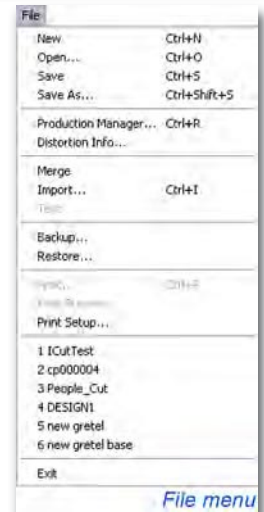 File
New Ctrl+N
Open... Ctrl+O
Save Ctrl+S
Save As... Ctrl+Shift+S
Production Manager... Ctrl+R
Distortion Info...
Merge
Import... Ctrl+I
Backup...
Restore...
Print Setup...
1 ICutTest
2 cp000004
3 People_Cut
4 DESIGN1
5 new gretel
6 new gretel base
Exit
File menu